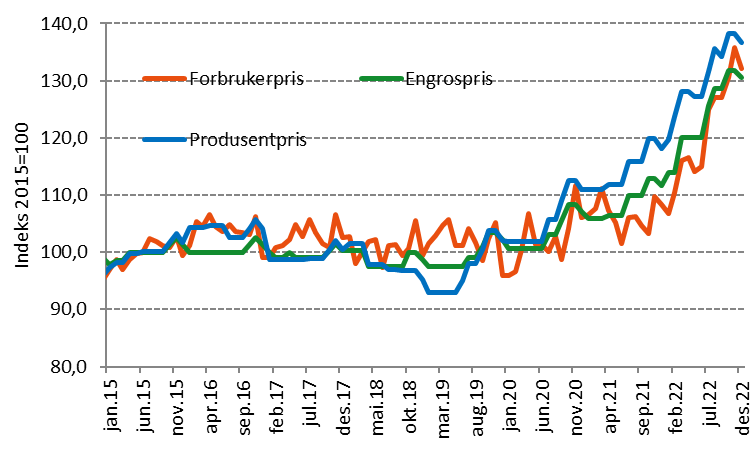 140,0
130,0
120,0
110,0
100,0
90,0
80,0
Indeks 2015=100
Forbrukerpris
Engrospris
Produsentpris
jan.15
jun.15
nov.15
apr.16
sep.16
feb.17
jul.17
des.17
mai.18
okt.18
mar.19
aug.19
jan.20
jun.20
nov.20
apr.21
sep.21
feb.22
jul.22
des.22